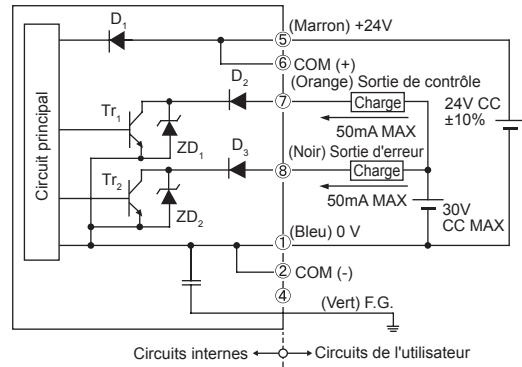 D1
(Marron) +24V
5
6
COM (+)
D2
(Orange) Sortie de contrôle
7
Charge
24V CC
±10%
50mA MAX
Tr1
ZD1
Circuit principal
D3
(Noir) Sortie d'erreur
8
Charge
50mA MAX
Tr2
ZD2
30V
CC MAX
(Bleu) 0 V
1
2
COM (-)
4
(Vert) F.G.
Circuits internes
Circuits de l'utilisateur